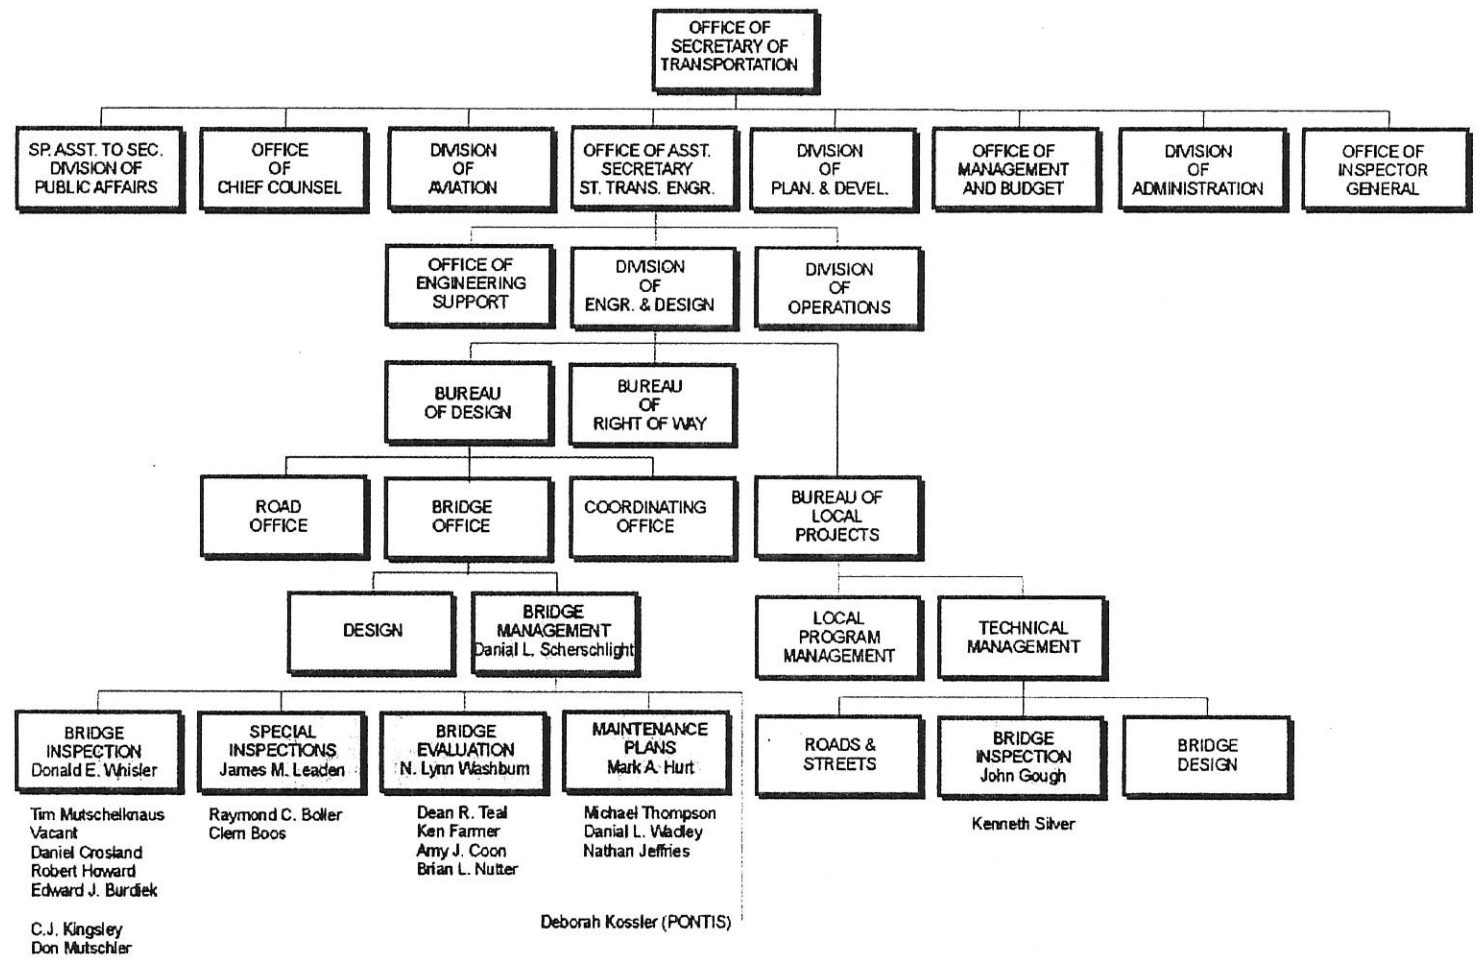 OFFICE OF
SECRETARY OF
TRANSPORTATION
SP. ASST. TO SEC.
DIVISION OF
PUBLIC AFFAIRS
OFFICE
OF
CHIEF COUNSEL
DIVISION
OF
AVIATION
OFFICE OF ASST.
SECRETARY
ST. TRANS. ENGR.
DIVISION
OF
PLAN. & DEVEL.
OFFICE OF
MANAGEMENT
AND BUDGET
DIVISION
OF
ADMINISTRATION
OFFICE OF
INSPECTOR
GENERAL
OFFICE OF
ENGINEERING
SUPPORT
DIVISION
OF
ENGR. & DESIGN
DIVISION
OF
OPERATIONS
BUREAU
OF DESIGN
BUREAU
OF
RIGHT OF WAY
ROAD
OFFICE
BRIDGE
OFFICE
COORDINATING
OFFICE
BUREAU OF
LOCAL
PROJECTS
DESIGN
BRIDGE
MANAGEMENT
Danial L. Scherschlight
LOCAL
PROGRAM
MANAGEMENT
TECHNICAL
MANAGEMENT
BRIDGE
INSPECTION
Donald E. Whisler
SPECIAL
INSPECTIONS
James M. Leaden
BRIDGE
EVALUATION
N. Lynn Washburn
MAINTENANCE
PLANS
Mark A. Hurt
ROADS &
STREETS
BRIDGE
INSPECTION
John Gough
BRIDGE
DESIGN
Tim Mutschelknaus
Vacant
Daniel Crosland
Robert Howard
Edward J. Burdiek
C.J. Kingsley
Don Mutschler
Raymond C. Boller
Clem Boos
Dean R. Teal
Ken Farmer
Amy J. Coon
Brian L. Nutter
Michael Thompson
Danial L. Wadley
Nathan Jeffries
Kenneth Silver
Deborah Kossler (PONTIS)